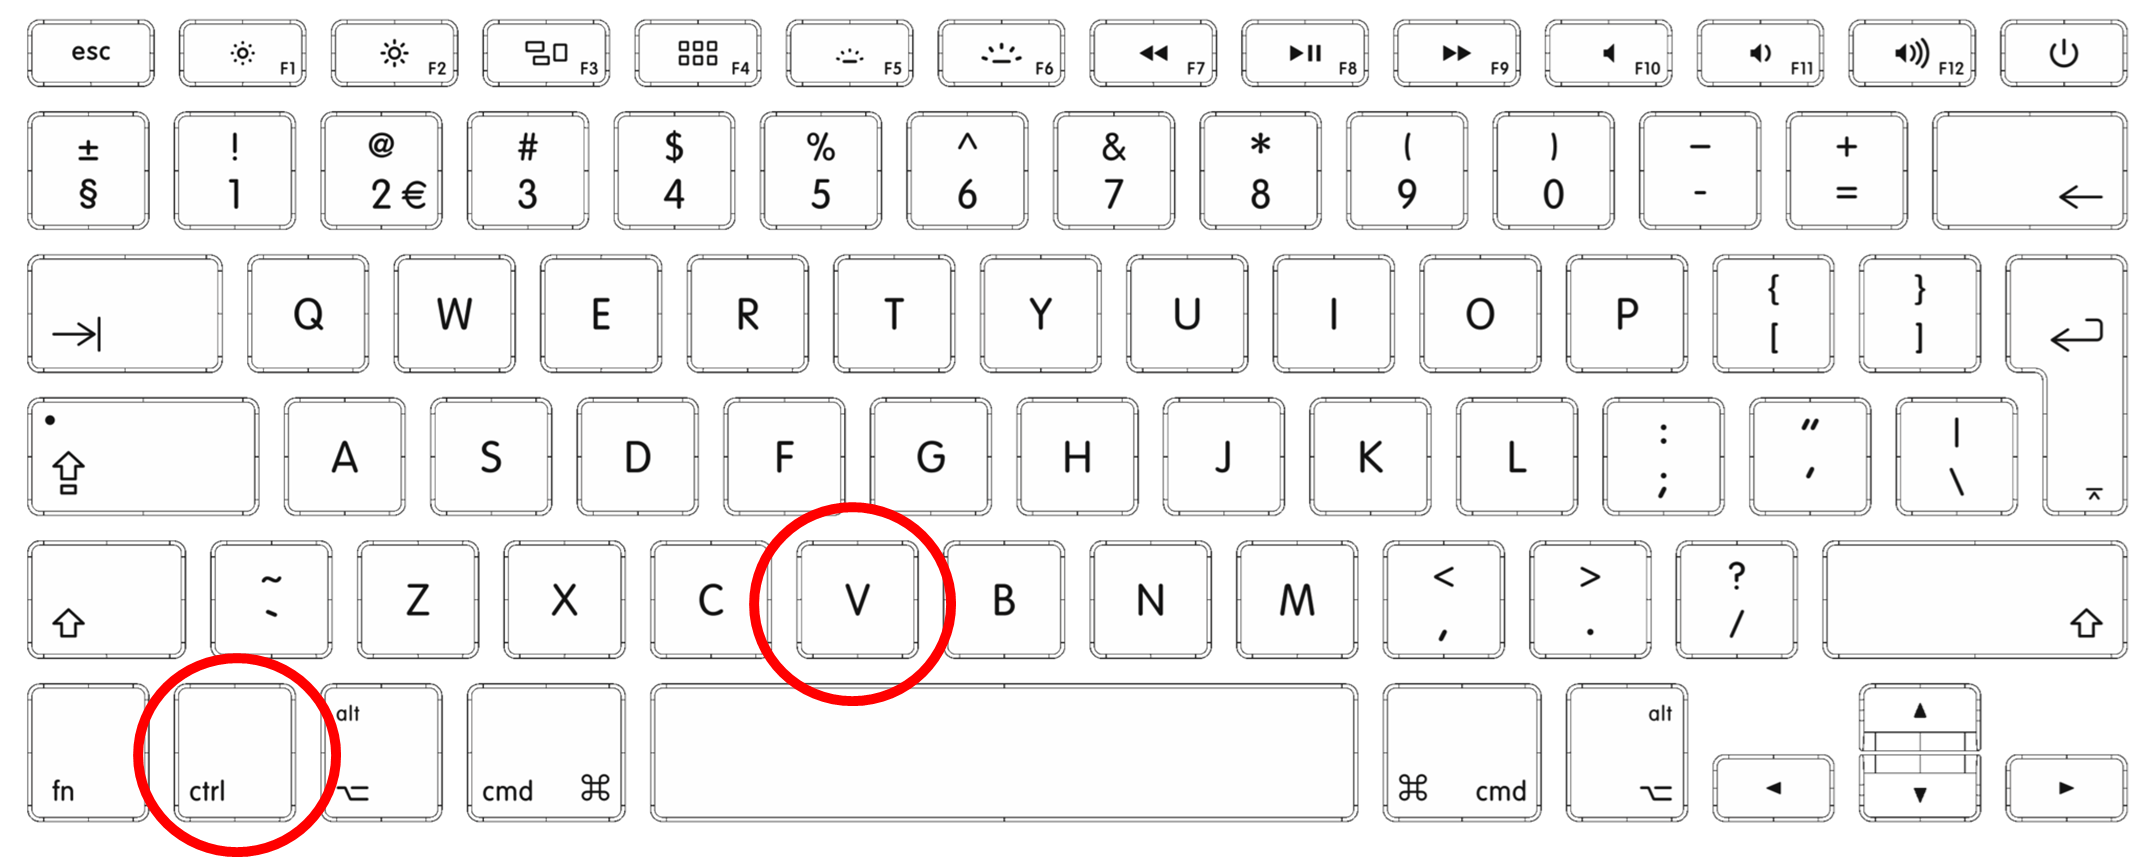 esc F1 F2 F3 F4 F5 F6 F7 F8 F9 F10 F11 F12
± ! @ # $ % ^ & * ( ) – +
§ 1 2 € 3 4 5 6 7 8 9 0 - =
Q W E R T Y U I O P { }
[ ]
A S D F G H J K L : " |
; ' \
~ Z X C V B N M < > ?
` , . /
alt alt
fn ctrl cmd ⌘ ⌘ cmd